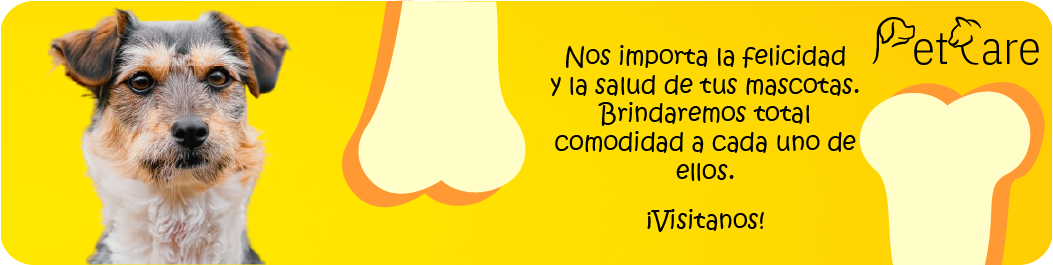 PetCare
Nos importa la felicidad
y la salud de tus mascotas.
Brindaremos total
comodidad a cada uno de
ellos.
¡Visitanos!